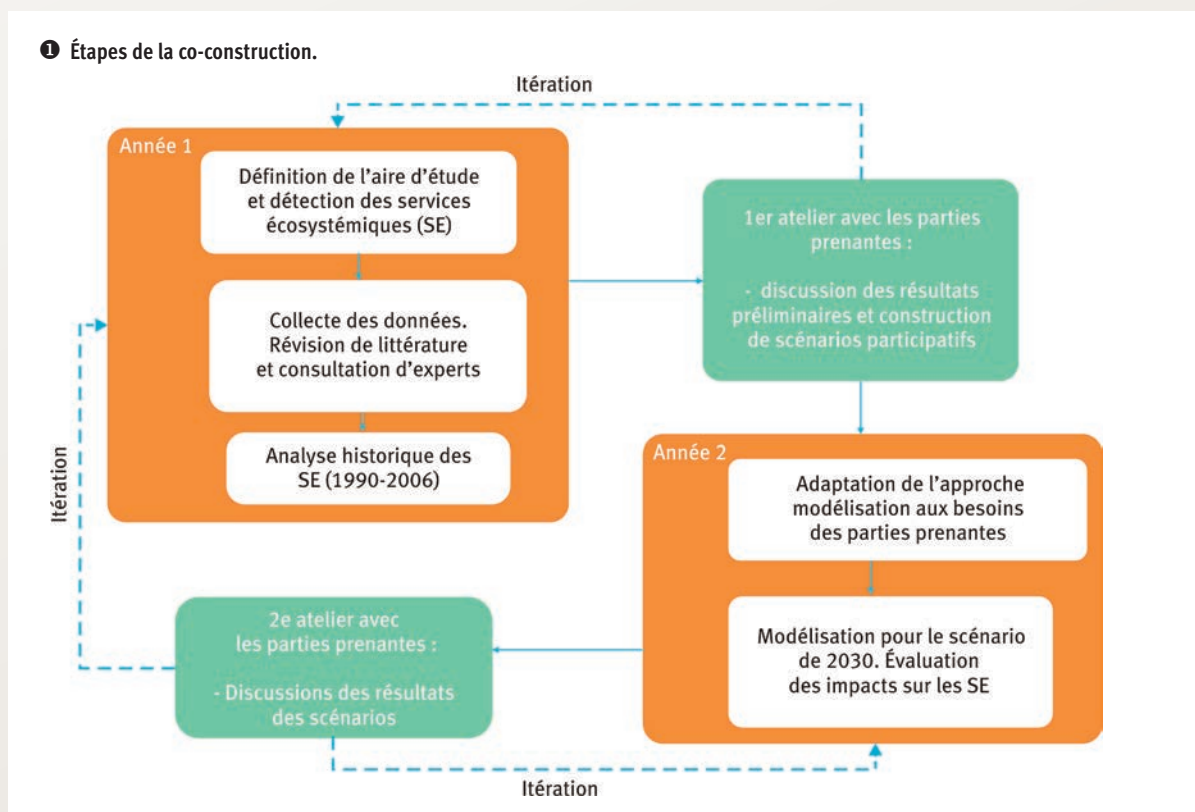 ❶ Étapes de la co-construction.
Itération
Année 1
Définition de l’aire d’étude
et détection des services
écosystémiques (SE)
Collecte des données.
Révision de littérature
et consultation d’experts
Analyse historique des
SE (1990-2006)
1er atelier avec les parties
prenantes :
- discussion des résultats
préliminaires et construction
de scénarios participatifs
Année 2
Adaptation de l’approche
modélisation aux besoins
des parties prenantes
Modélisation pour le scénario
de 2030. Évaluation
des impacts sur les SE
2e atelier avec
les parties prenantes :
- Discussions des résultats
des scénarios
Itération
Itération